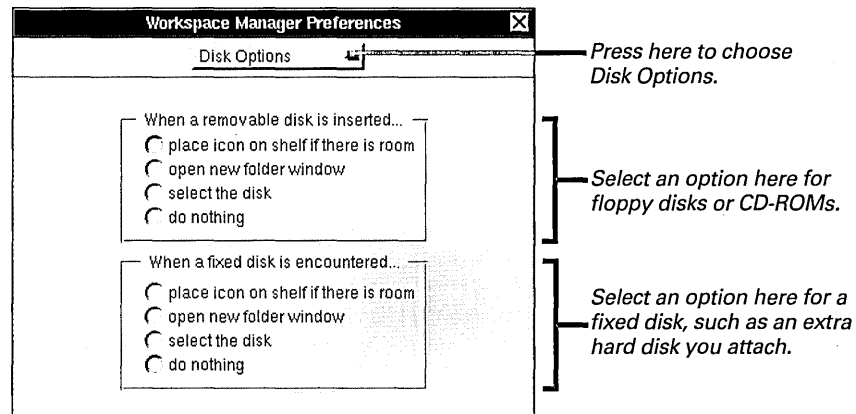 Workspace Manager Preferences
Disk Options
Press here to choose
Disk Options.
When a removable disk is inserted...
place icon on shelf if there is room
open new folder window
select the disk
do nothing
Select an option here for
floppy disks or CD-ROMs.
When a fixed disk is encountered...
place icon on shelf if there is room
open new folder window
select the disk
do nothing
Select an option here for a
fixed disk, such as an extra
hard disk you attach.